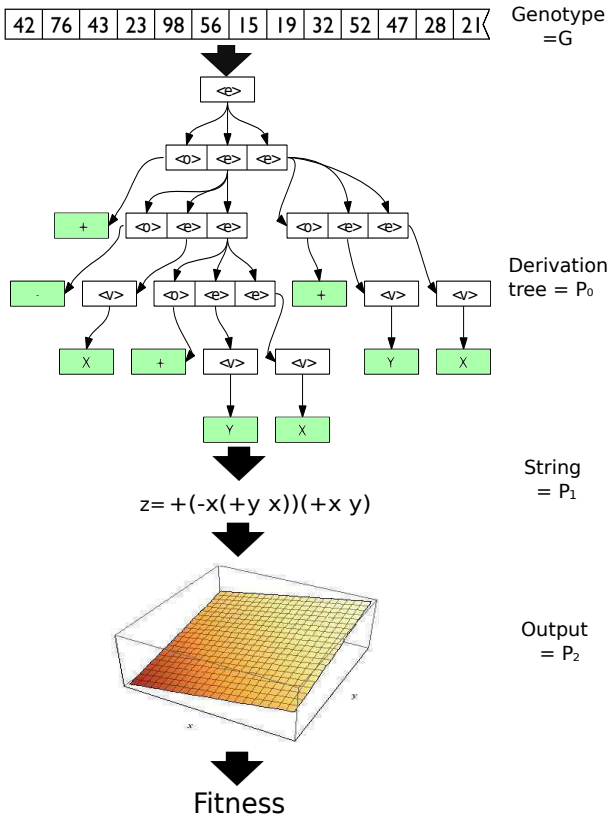 42 76 43 23 98 56 15 19 32 52 47 28 21
Genotype
=G
<e>
<o> <e> <e>
+ <o> <e> <e> <o> <e> <e>
Derivation
tree = P₀
- <v> <o> <e> <e> + <v> <v>
X + <v> <v> Y X
Y X
String
= P₁
z= +(-x(+y x))(+x y)
Output
= P₂
x
y
Fitness